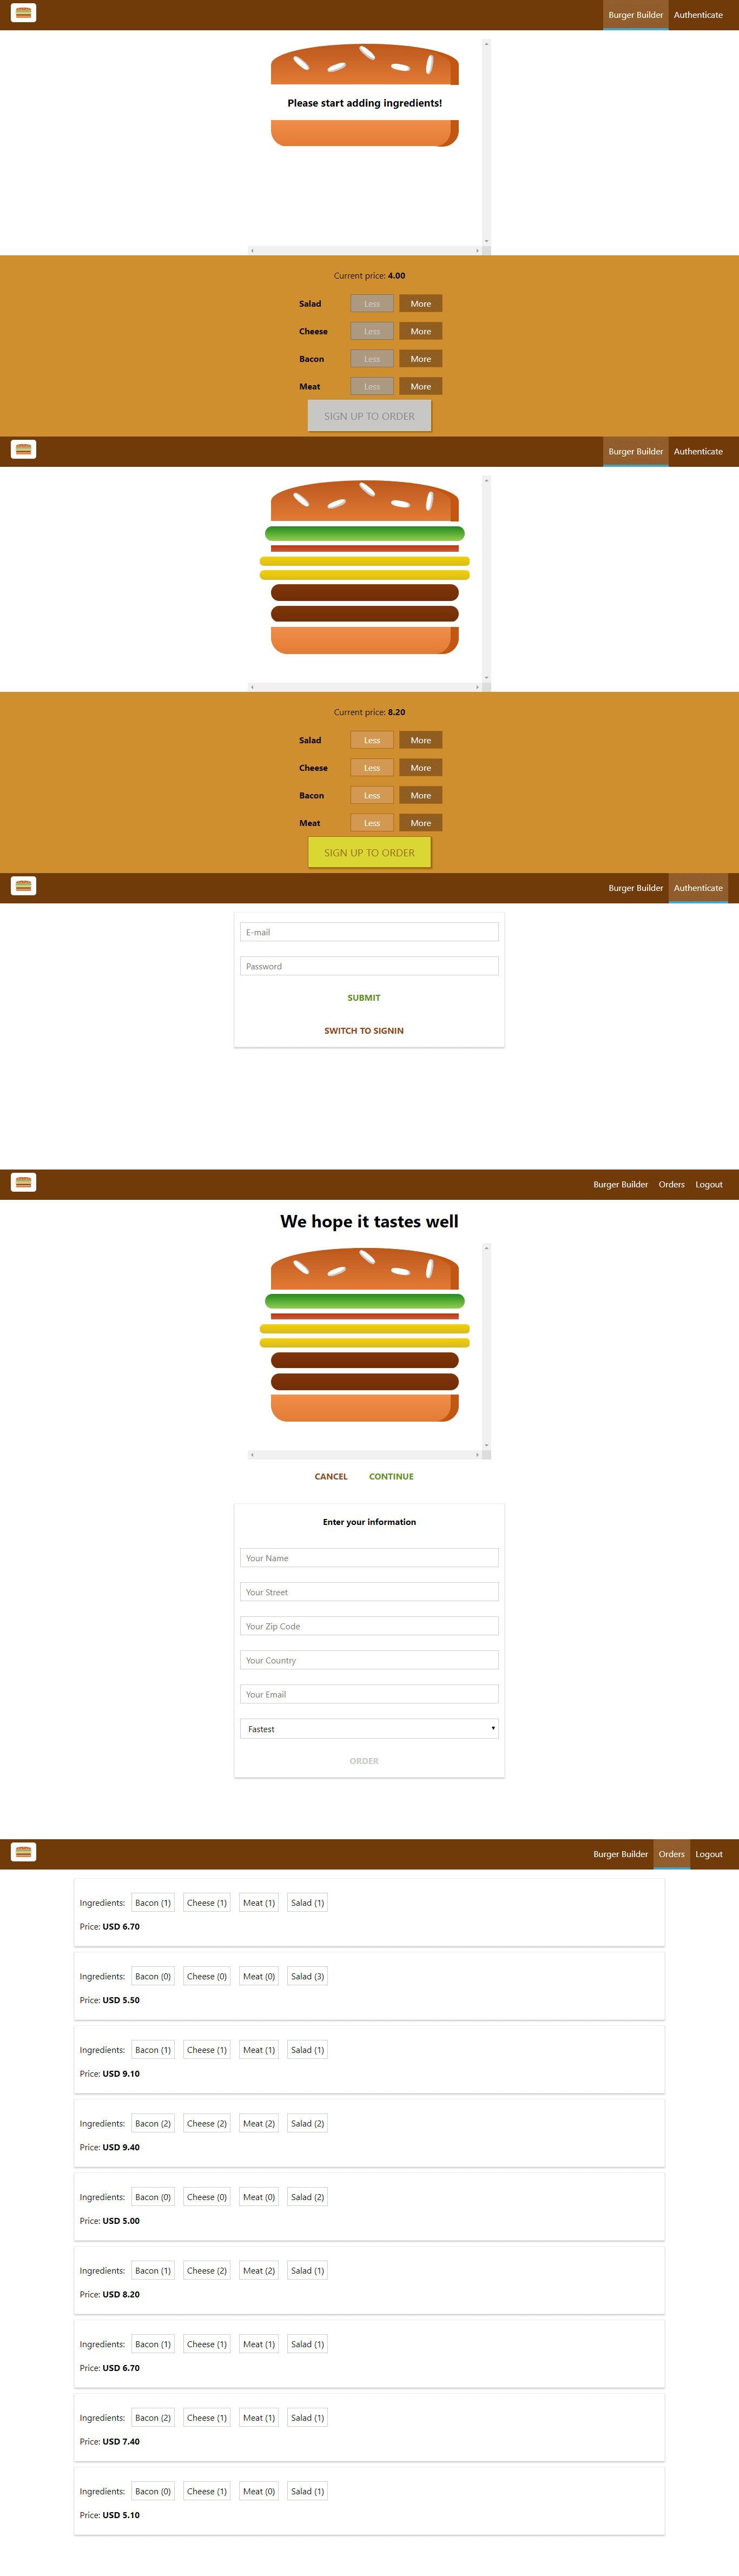 Burger Builder Authenticate
Please start adding ingredients!
Current price: 4.00
Salad Less More
Cheese Less More
Bacon Less More
Meat Less More
SIGN UP TO ORDER
Burger Builder Authenticate
Current price: 8.20
Salad Less More
Cheese Less More
Bacon Less More
Meat Less More
SIGN UP TO ORDER
Burger Builder Authenticate
E-mail
Password
SUBMIT
SWITCH TO SIGNIN
Burger Builder Orders Logout
We hope it tastes well
CANCEL CONTINUE
Enter your information
Your Name
Your Street
Your Zip Code
Your Country
Your Email
Fastest
ORDER
Burger Builder Orders Logout
Ingredients: Bacon (1) Cheese (1) Meat (1) Salad (1)
Price: USD 6.70
Ingredients: Bacon (0) Cheese (0) Meat (0) Salad (3)
Price: USD 5.50
Ingredients: Bacon (1) Cheese (1) Meat (1) Salad (1)
Price: USD 9.10
Ingredients: Bacon (2) Cheese (2) Meat (2) Salad (2)
Price: USD 9.40
Ingredients: Bacon (0) Cheese (0) Meat (0) Salad (2)
Price: USD 5.00
Ingredients: Bacon (1) Cheese (2) Meat (2) Salad (1)
Price: USD 8.20
Ingredients: Bacon (1) Cheese (1) Meat (1) Salad (1)
Price: USD 6.70
Ingredients: Bacon (2) Cheese (1) Meat (1) Salad (1)
Price: USD 7.40
Ingredients: Bacon (0) Cheese (1) Meat (0) Salad (1)
Price: USD 5.10